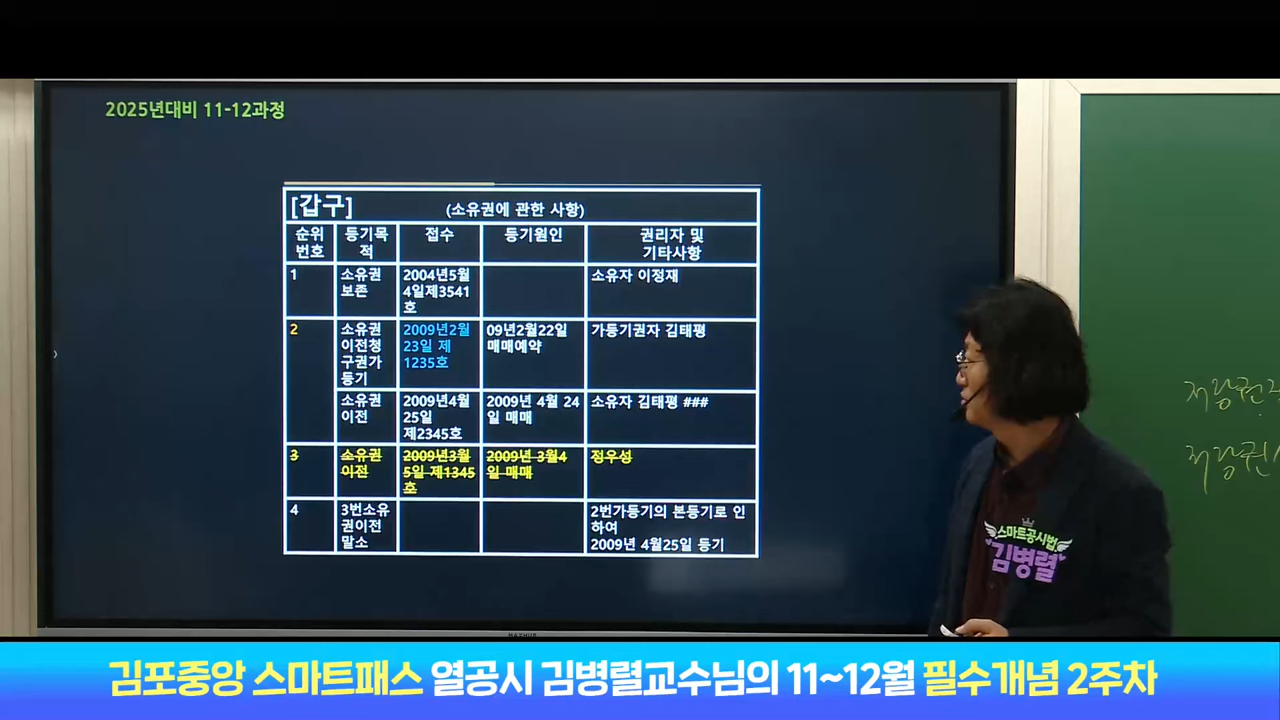 2025년대비 11-12과정
[갑구] (소유권에 관한 사항)
순위
번호
등기목
적
접수
등기원인
권리자 및
기타사항
1
소유권
보존
2004년5월
4일제3541
호
소유자 이정재
2
소유권
이전청
구권가
등기
2009년2월
23일 제
1235호
09년2월22일
매매예약
가등기권자 김태평
소유권
이전
2009년4월
25일
제2345호
2009년 4월 24
일 매매
소유자 김태평 ###
3
소유권
이전
2009년3월
5일 제1345
호
2009년 3월4
일 매매
정우성
4
3번소유
권이전
말소
2번가등기의 본등기로 인
하여
2009년 4월25일 등기
저당권
저당권
스마트공시법
김병렬
MAXHUB
김포중앙 스마트패스 열공시 김병렬교수님의 11~12월 필수개념 2주차